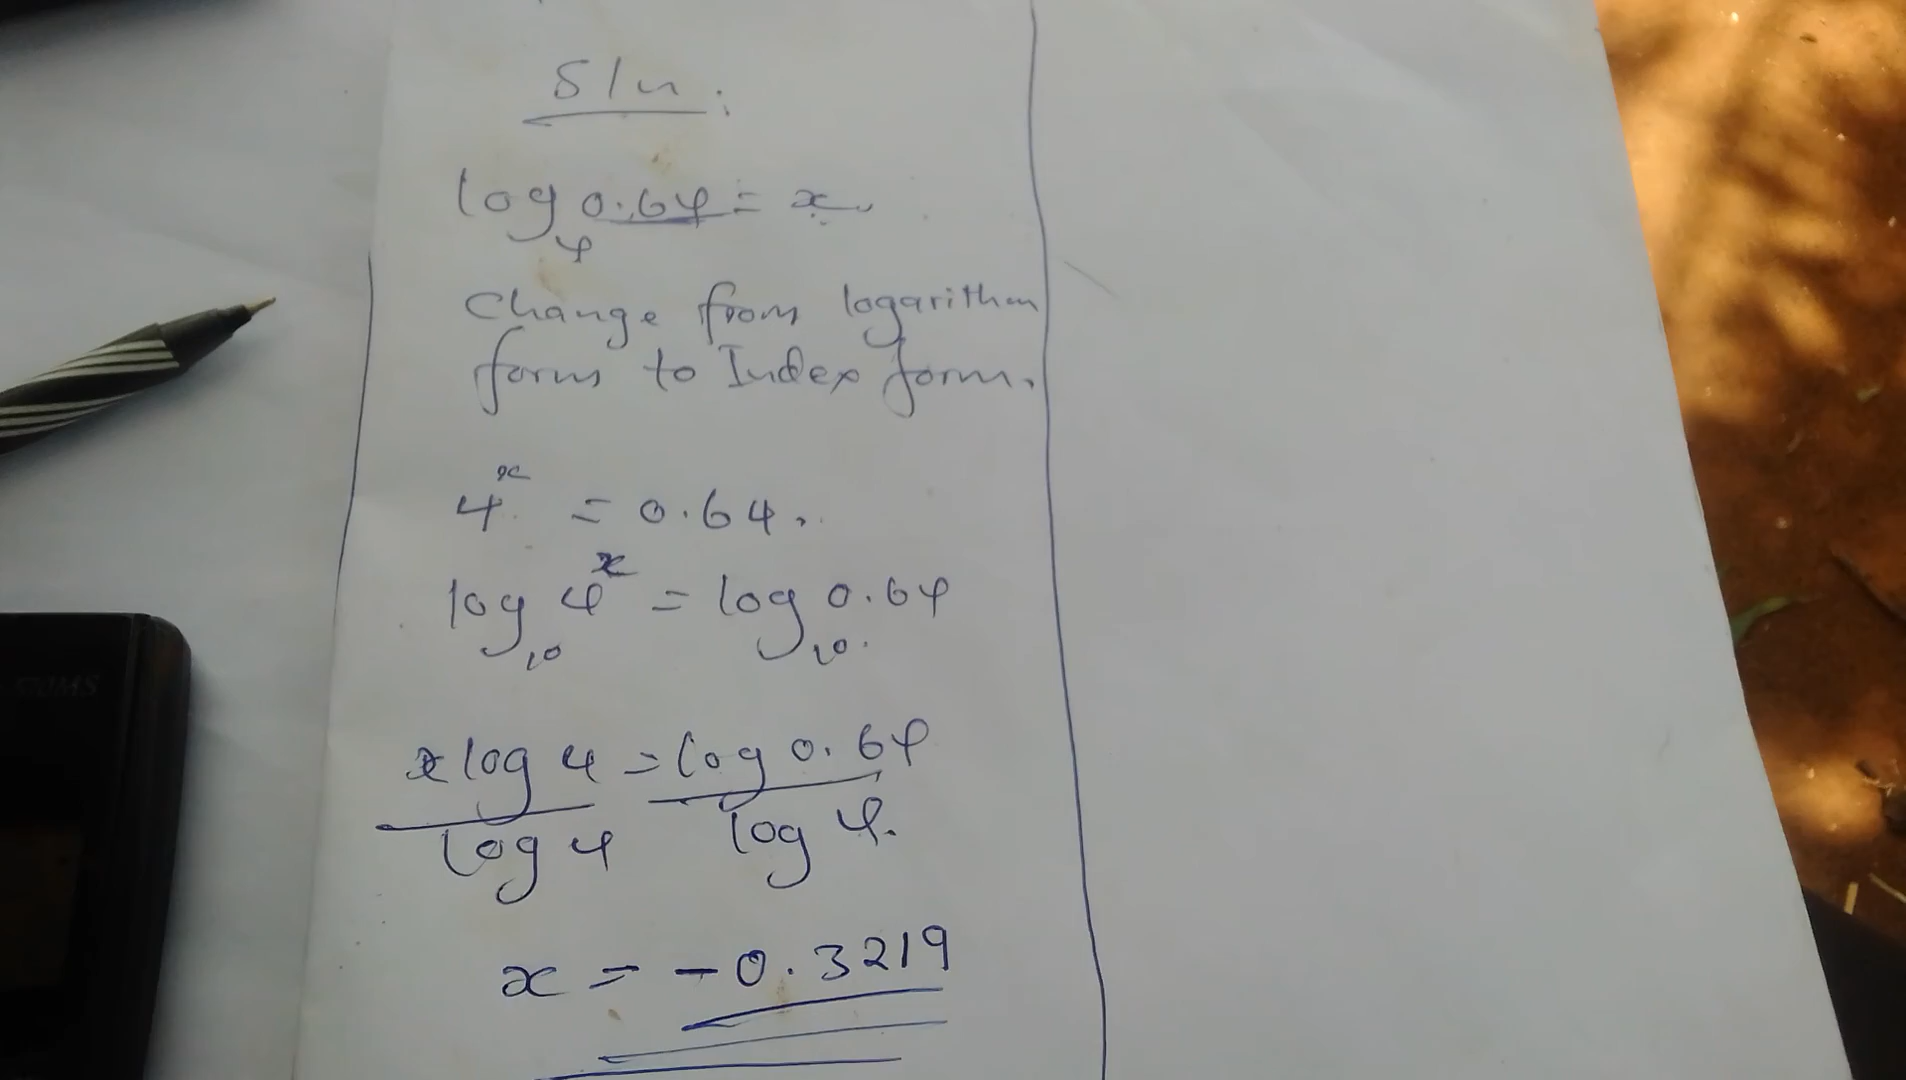 Sln:
log₄ 0.64 = x.
Change from logarithm
form to Index form.
4ˣ = 0.64.
log₁₀ 4ˣ = log₁₀ 0.64
x log 4 = log 0.64
log 4 log 4.
x = -0.3219